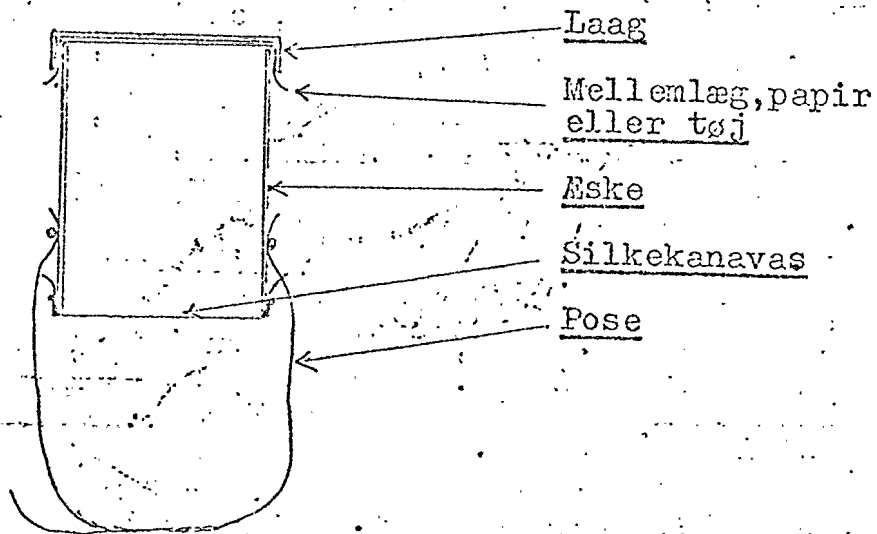 Laag
Mellemlæg,papir
eller tøj
Æske
Silkekanavas
Pose